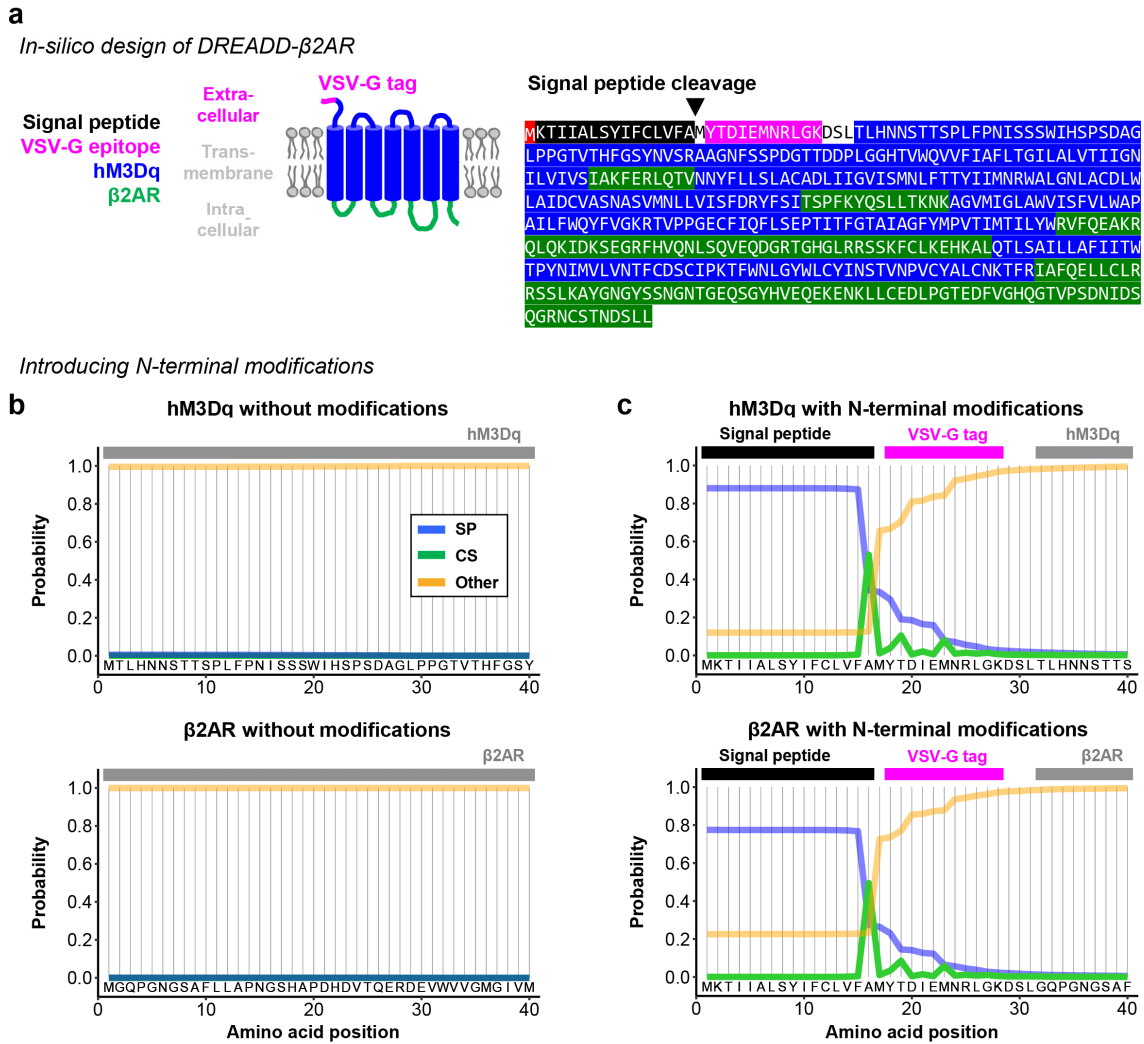 a
In-silico design of DREADD-β2AR
Signal peptide
VSV-G epitope
hM3Dq
β2AR
Extra-
cellular
Trans-
membrane
Intra-
cellular
VSV-G tag
Signal peptide cleavage
MKTIIALSYIFCLVFAMYTDIEMNRLGKDSLTLHNNSTTSPLFPNISSSWIHSPSDAG
LPPGTVTHFGSYNVSRAAGNFSSPDGTTDDPLGGHTVWQVVFIAFLTGILALVTIIGN
ILVIVSIAKFERLQTVNNYFLLSLACADLIIGVISMNLFTTYIIMNRWALGNLACDLW
LAIDCVASNASVMNLLVISFDRYFSITSPFKYQSLLTKNKAGVMIGLAWVISFVLWAP
AILFWQYFVGKRTVPPGECFIQFLSEPTITFGTAIAGFYMPVTIMTILYWRVFQEAKR
QLQKIDKSEGRFHVQNLSQVEQDGRTGHGLRRSSKFCLKEHKALQTLSAILLAFIITW
TPYNIMVLVNTFCDSCIPKTFWNLGYWLCYINSTVNPVCYALCNKTFRIAFQELLCLR
RSSLKAYGNGYSSNGNTGEQSGYHVEQEKENKLLCEDLPGTEDFVGHQGTVPSDNIDS
QGRNCSTNDSLL
Introducing N-terminal modifications
b
hM3Dq without modifications
hM3Dq
Probability
1.0
0.8
0.6
0.4
0.2
0.0
SP
CS
Other
MTLHNNSTTSPLFPNISSSWIHSPSDAGLPPGTVTHFGSY
0 10 20 30 40
β2AR without modifications
β2AR
Probability
1.0
0.8
0.6
0.4
0.2
0.0
MGQPGNGSAFLLAPNGSHAPDHDVTQERDEVWVVGMGIVM
0 10 20 30 40
Amino acid position
c
hM3Dq with N-terminal modifications
Signal peptide VSV-G tag hM3Dq
Probability
1.0
0.8
0.6
0.4
0.2
0.0
MKTIIALSYIFCLVFAMYTDIEMNRLGKDSLTLHNNSTTS
0 10 20 30 40
β2AR with N-terminal modifications
Signal peptide VSV-G tag β2AR
Probability
1.0
0.8
0.6
0.4
0.2
0.0
MKTIIALSYIFCLVFAMYTDIEMNRLGKDSLGQPGNGSAF
0 10 20 30 40
Amino acid position